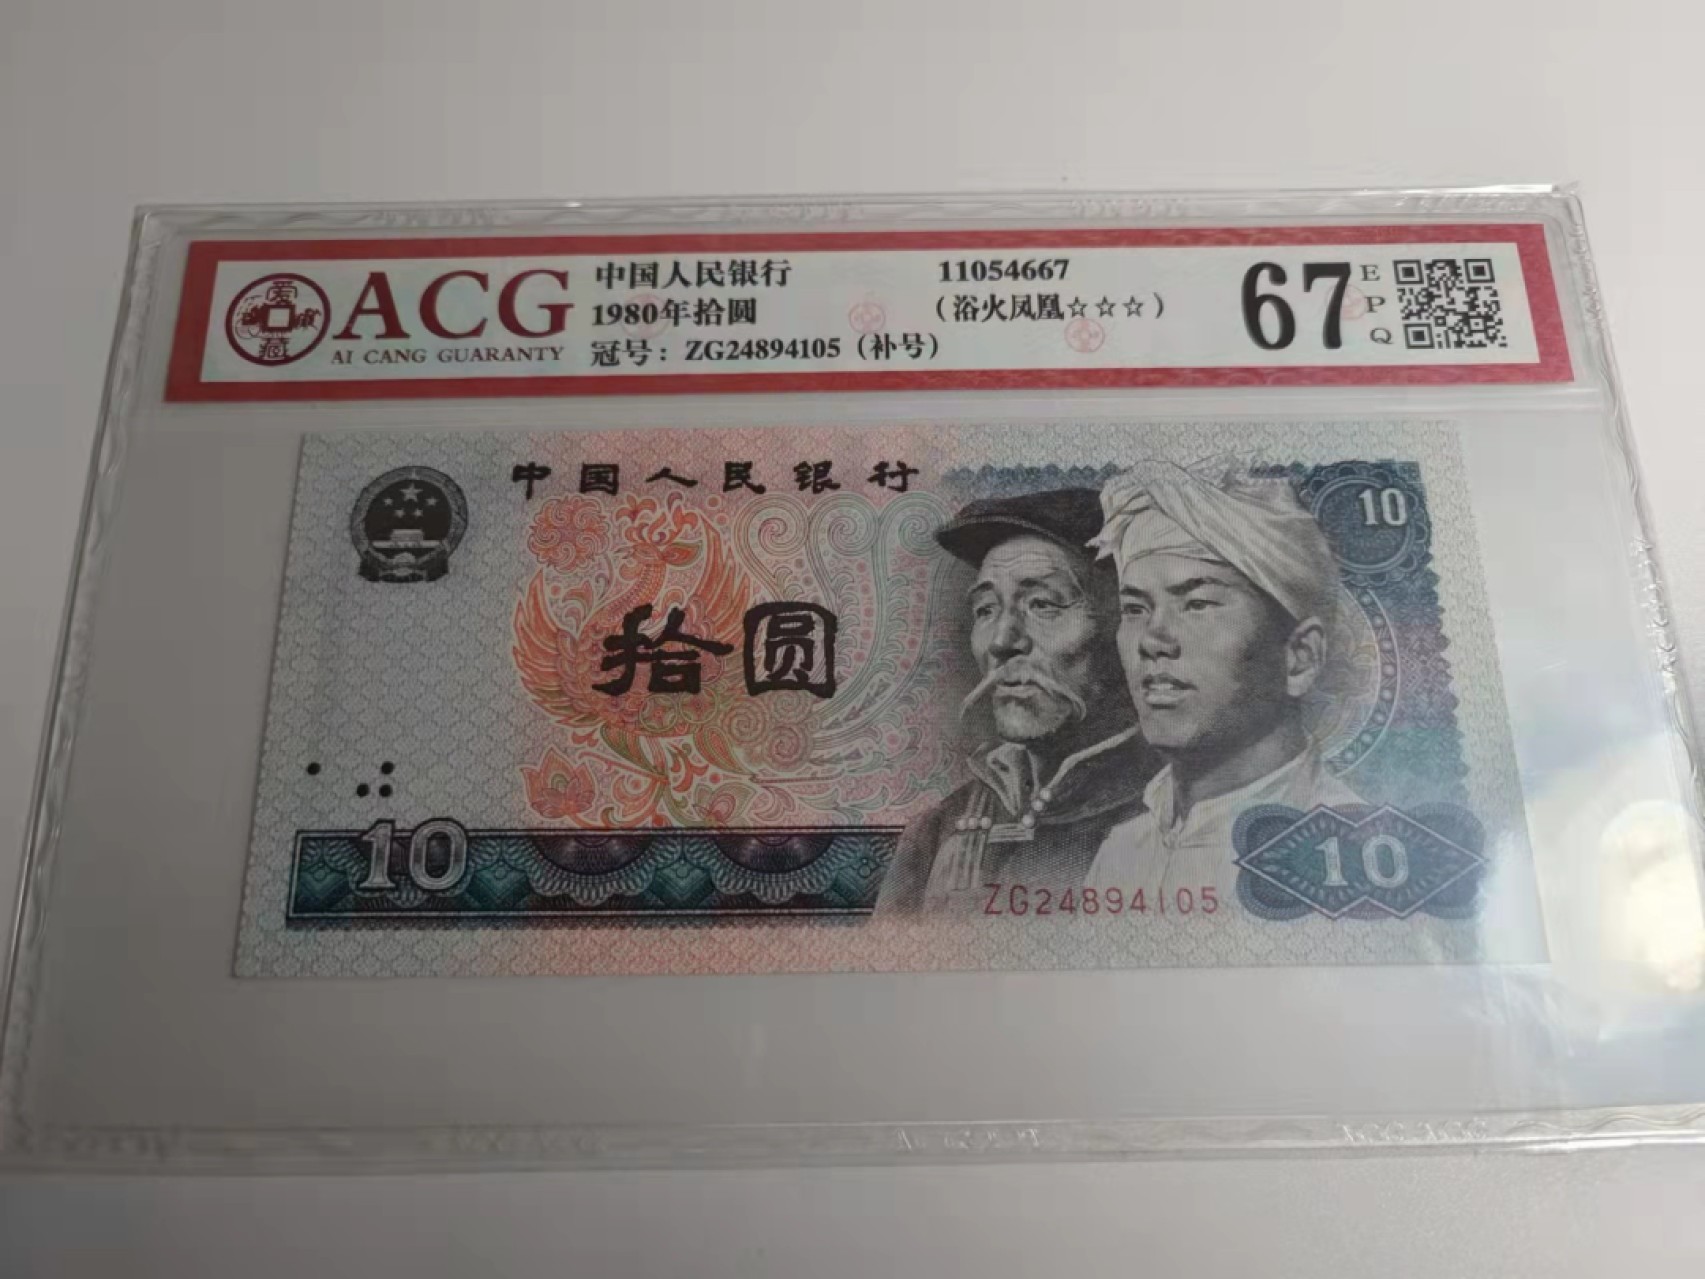 爱
藏
ACG
AI CANG GUARANTY
中国人民银行
1980年拾圆
冠号：ZG24894105（补号）
11054667
（浴火凤凰☆☆☆）
67
E
P
Q
中国人民银行
10
拾圆
10
ZG24894105
10